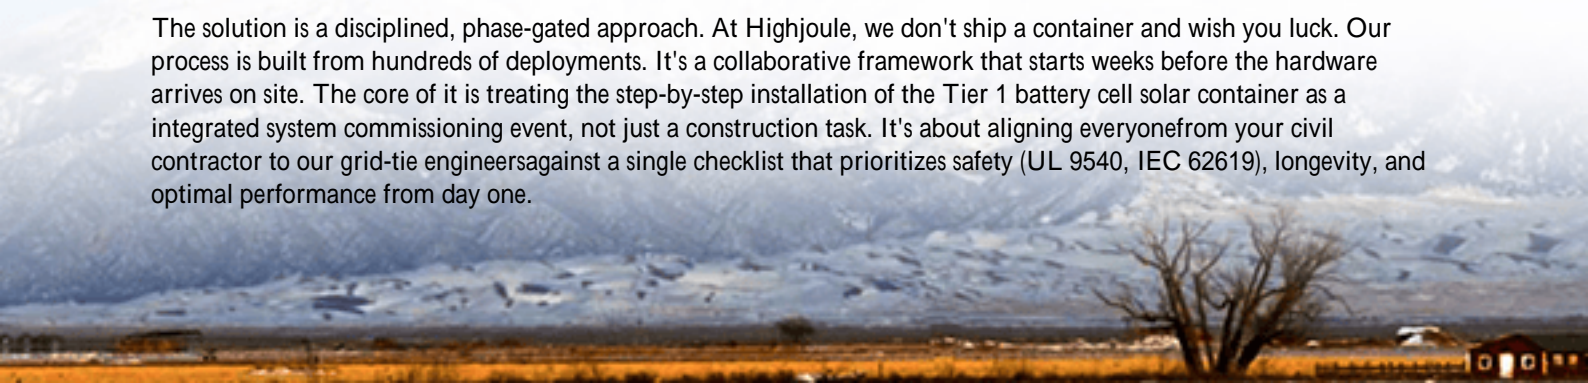 The solution is a disciplined, phase-gated approach. At Highjoule, we don't ship a container and wish you luck. Our
process is built from hundreds of deployments. It's a collaborative framework that starts weeks before the hardware
arrives on site. The core of it is treating the step-by-step installation of the Tier 1 battery cell solar container as a
integrated system commissioning event, not just a construction task. It's about aligning everyonefrom your civil
contractor to our grid-tie engineersagainst a single checklist that prioritizes safety (UL 9540, IEC 62619), longevity, and
optimal performance from day one.